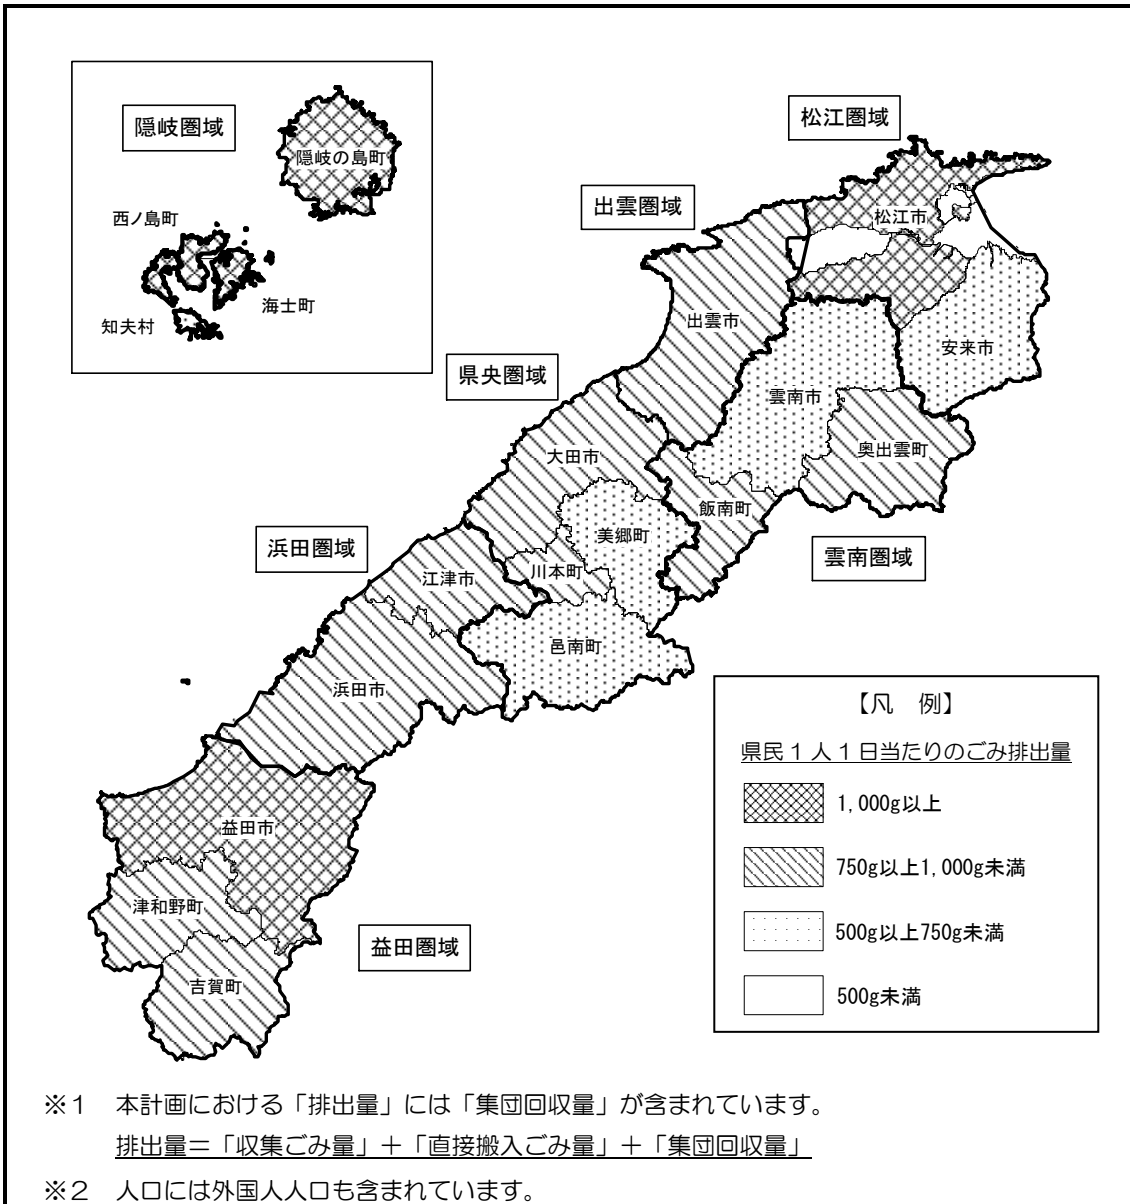 隠岐圏域
隠岐の島町
西ノ島町
海士町
知夫村
松江圏域
松江市
出雲圏域
出雲市
安来市
県央圏域
雲南市
大田市
奥出雲町
飯南町
美郷町
浜田圏域
川本町
江津市
雲南圏域
邑南町
浜田市
益田市
津和野町
益田圏域
吉賀町
【凡　例】
県民1人1日当たりのごみ排出量
1,000g以上
750g以上1,000g未満
500g以上750g未満
500g未満
※1　本計画における「排出量」には「集団回収量」が含まれています。
排出量＝「収集ごみ量」＋「直接搬入ごみ量」＋「集団回収量」
※2　人口には外国人人口も含まれています。